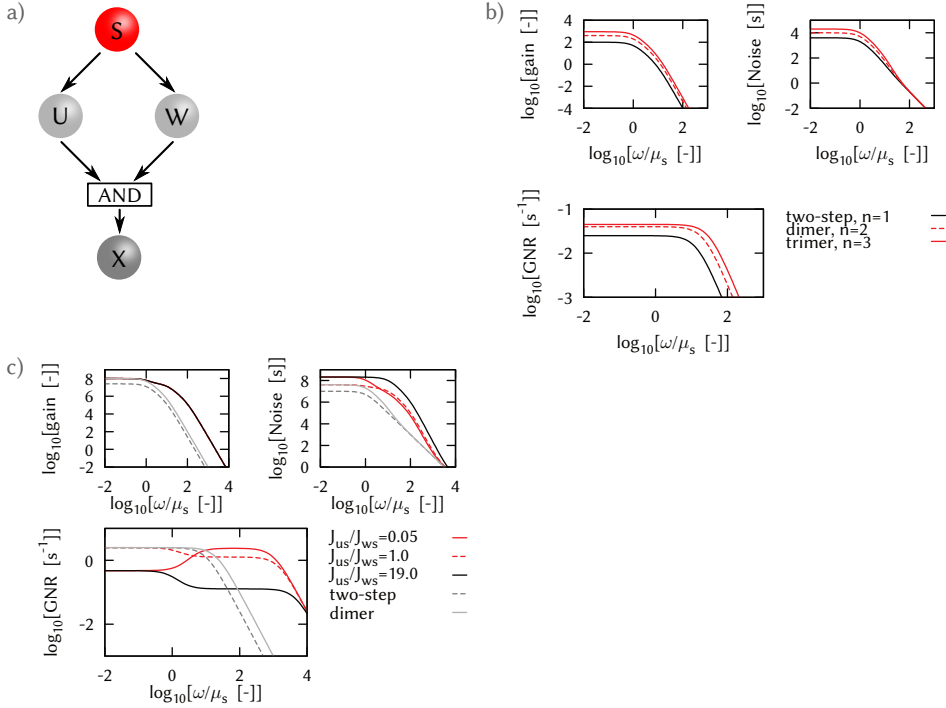 a)
S
U
W
AND
X
b)
log10[gain [-]]
4
2
0
-2
-4
-2 0 2
log10[ω/μs [-]]
log10[Noise [s]]
4
2
0
-2
-2 0 2
log10[ω/μs [-]]
log10[GNR [s-1]]
-1
-2
-3
-2 0 2
log10[ω/μs [-]]
two-step, n=1
dimer, n=2
trimer, n=3
c)
log10[gain [-]]
8
6
4
2
0
-2
-2 0 2 4
log10[ω/μs [-]]
log10[Noise [s]]
8
6
4
2
0
-2 0 2 4
log10[ω/μs [-]]
log10[GNR [s-1]]
0
-2
-2 0 2 4
log10[ω/μs [-]]
Jus/Jws=0.05
Jus/Jws=1.0
Jus/Jws=19.0
two-step
dimer